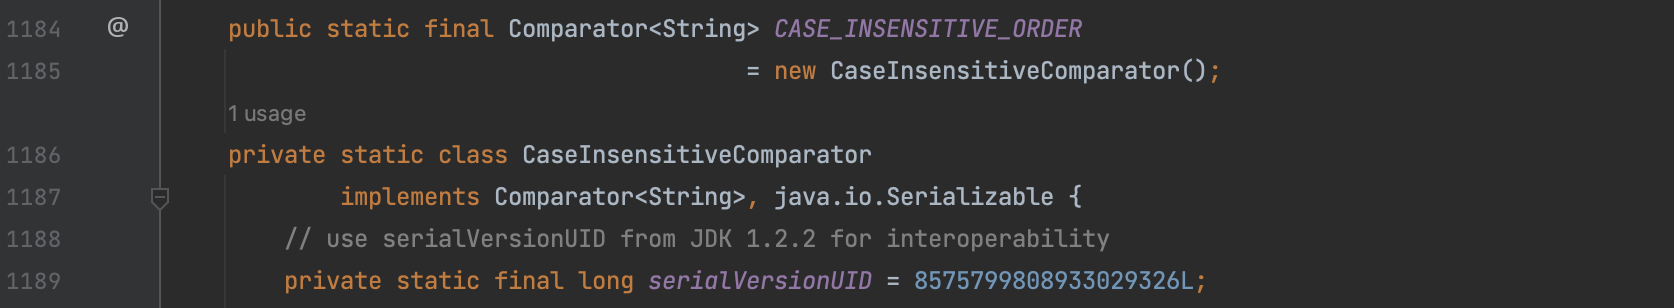 1184 @ public static final Comparator<String> CASE_INSENSITIVE_ORDER
1185 = new CaseInsensitiveComparator();
1 usage
1186 private static class CaseInsensitiveComparator
1187 implements Comparator<String>, java.io.Serializable {
1188 // use serialVersionUID from JDK 1.2.2 for interoperability
1189 private static final long serialVersionUID = 8575799808933029326L;